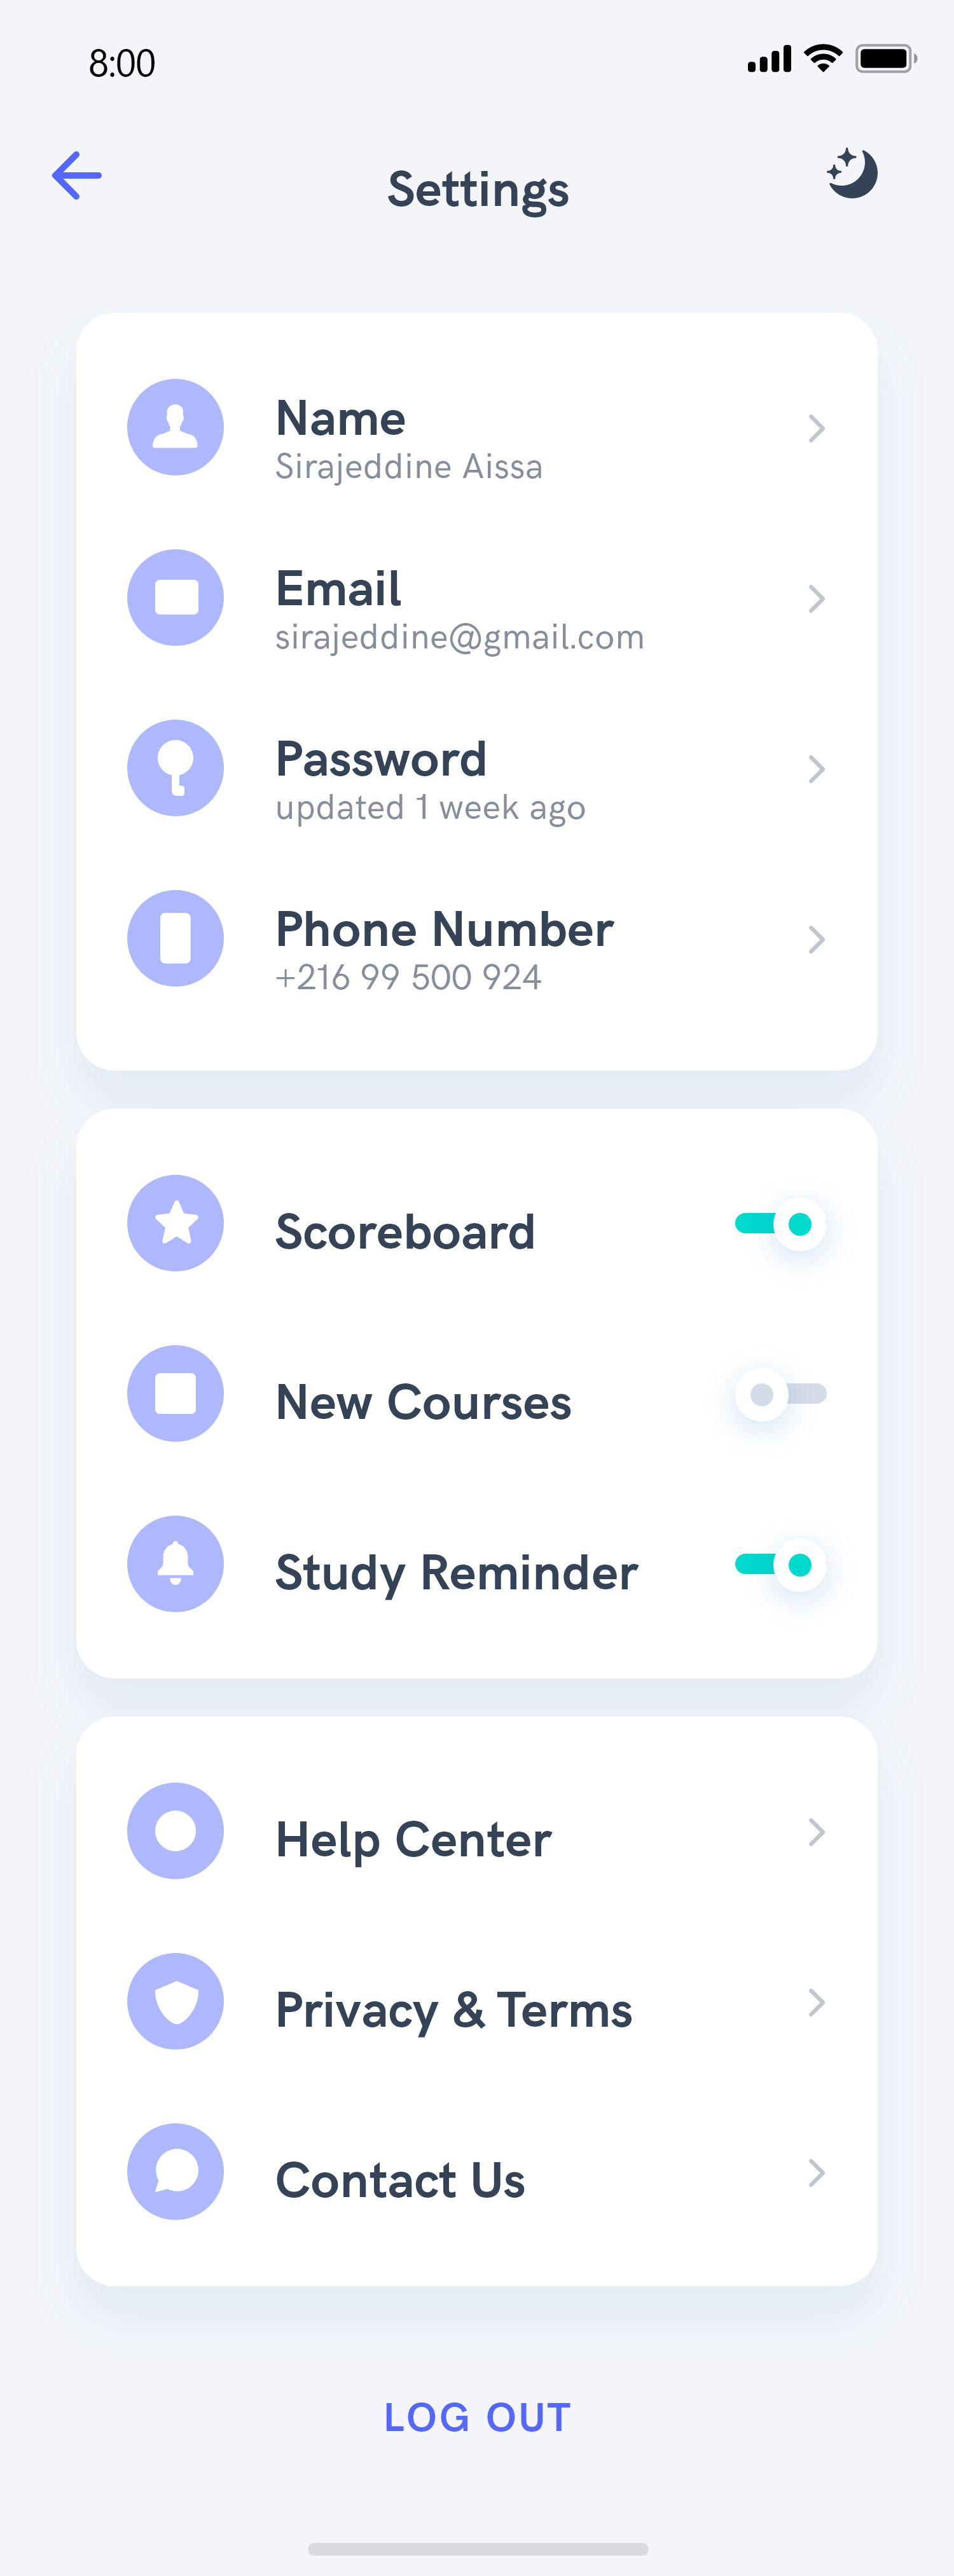 8:00
Settings
Name
Sirajeddine Aissa
Email
sirajeddine@gmail.com
Password
updated 1 week ago
Phone Number
+216 99 500 924
Scoreboard
New Courses
Study Reminder
Help Center
Privacy & Terms
Contact Us
LOG OUT